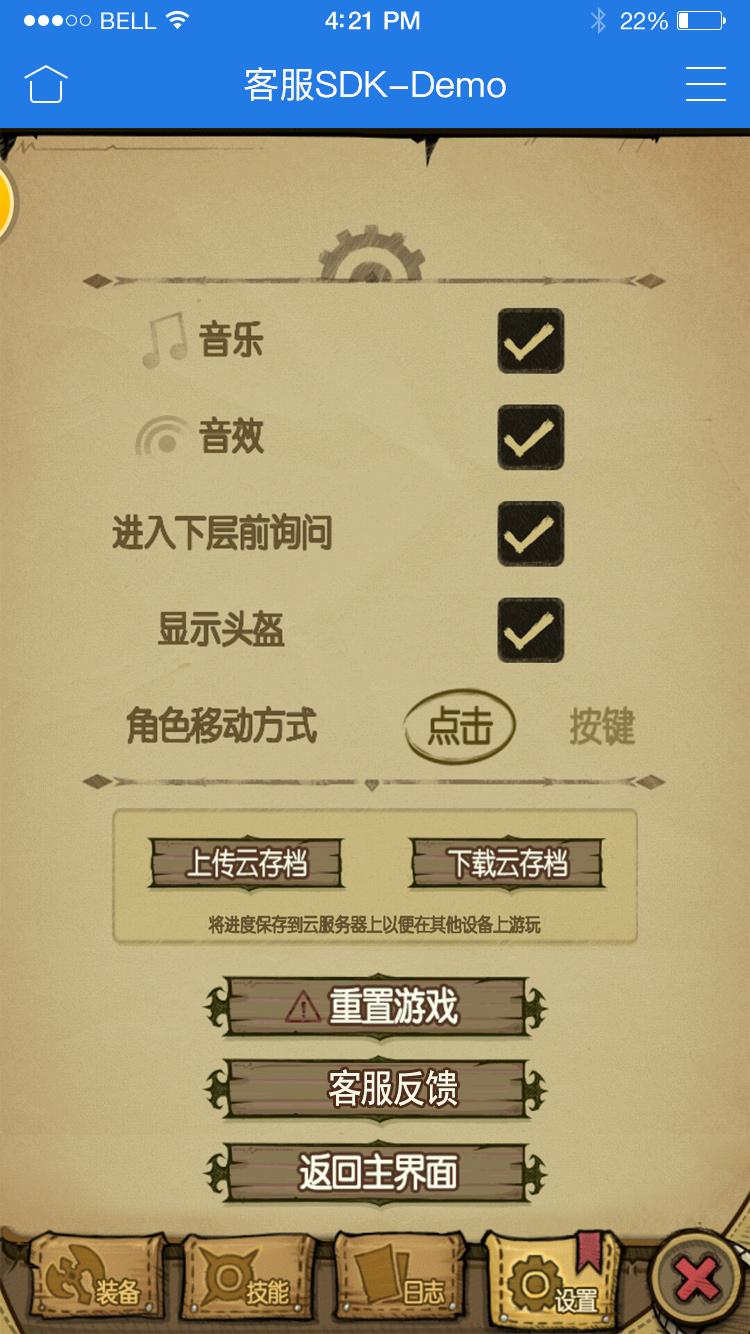 BELL 4:21 PM 22%
客服SDK-Demo
音乐
音效
进入下层前询问
显示头盔
角色移动方式 点击 按键
上传云存档 下载云存档
将进度保存到云服务器上以便在其他设备上游玩
重置游戏
客服反馈
返回主界面
装备 技能 日志 设置